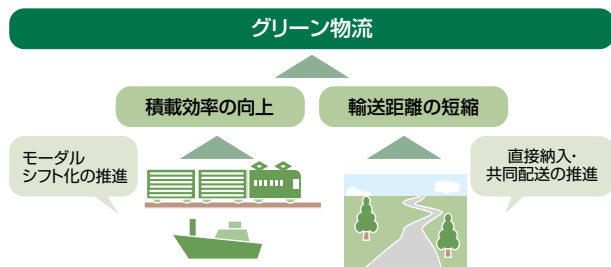 グリーン物流
積載効率の向上
輸送距離の短縮
モーダル
シフト化の推進
直接納入・
共同配送の推進